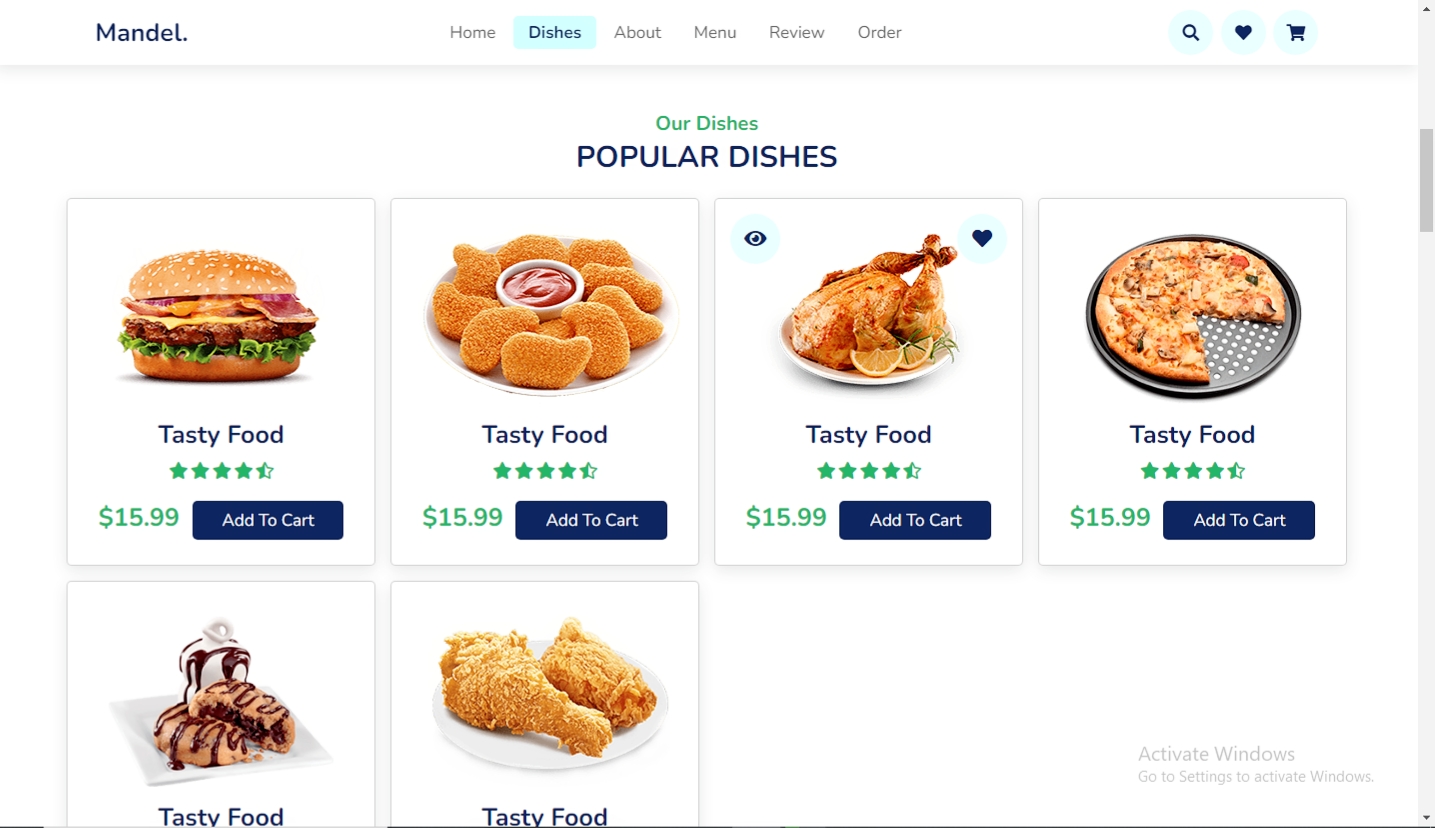 Mandel.
Home Dishes About Menu Review Order
Our Dishes
POPULAR DISHES
Tasty Food Tasty Food Tasty Food Tasty Food
$15.99 Add To Cart $15.99 Add To Cart $15.99 Add To Cart $15.99 Add To Cart
Activate Windows
Go to Settings to activate Windows.
Tasty Food Tasty Food